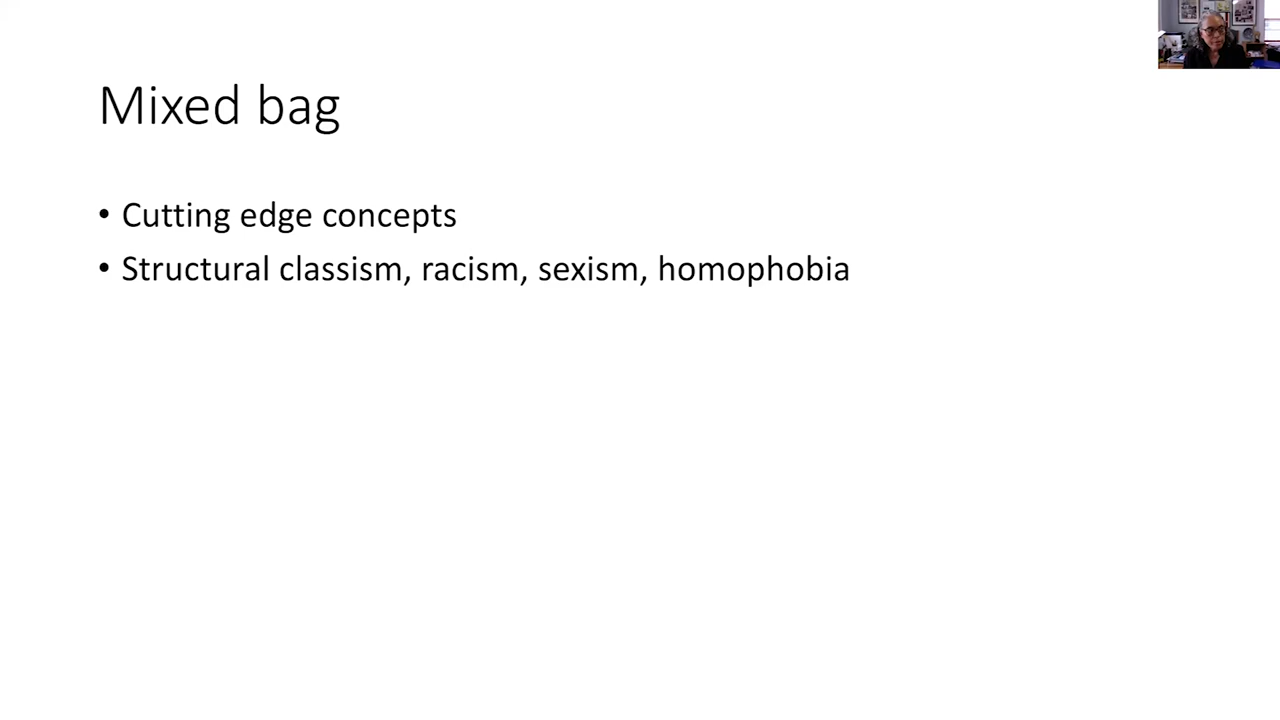 Mixed bag
• Cutting edge concepts
• Structural classism, racism, sexism, homophobia